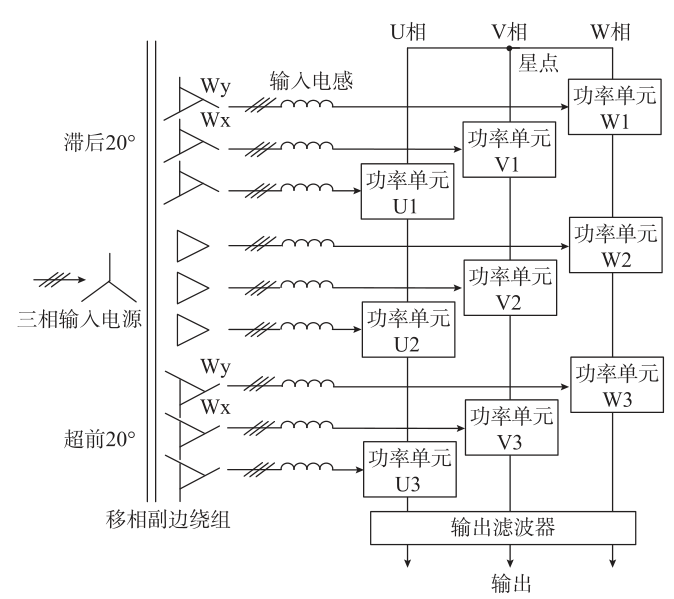 U相
V相
W相
星点
Wy
输入电感
功率单元
W1
滞后20°
Wx
功率单元
V1
功率单元
U1
功率单元
W2
功率单元
V2
三相输入电源
功率单元
U2
Wy
功率单元
W3
Wx
超前20°
功率单元
V3
功率单元
U3
移相副边绕组
输出滤波器
输出